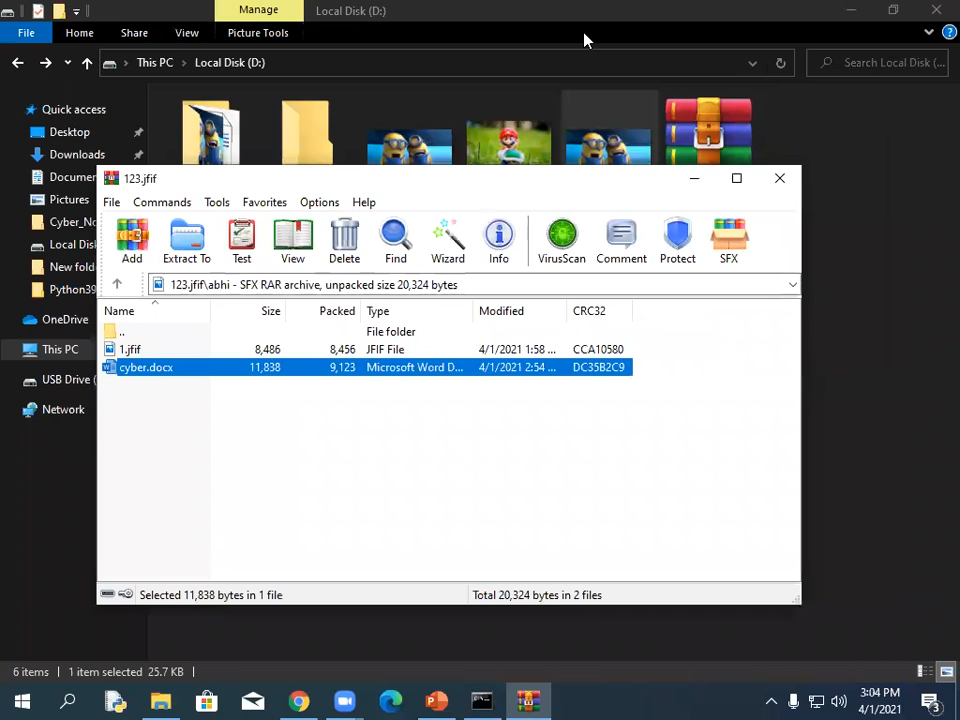 Manage
Local Disk (D:)
File
Home
Share
View
Picture Tools
This PC
Local Disk (D:)
Search Local Disk (...
Quick access
Desktop
Downloads
Documen
Pictures
Cyber_No
Local Disk
New fold
Python39
OneDrive
This PC
USB Drive (
Network
123.jfif
File
Commands
Tools
Favorites
Options
Help
Add
Extract To
Test
View
Delete
Find
Wizard
Info
VirusScan
Comment
Protect
SFX
123.jfif\abhi - SFX RAR archive, unpacked size 20,324 bytes
Name Size Packed Type Modified CRC32
.. File folder
1.jfif 8,486 8,456 JFIF File 4/1/2021 1:58 ... CCA10580
cyber.docx 11,838 9,123 Microsoft Word D... 4/1/2021 2:54 ... DC35B2C9
Selected 11,838 bytes in 1 file
Total 20,324 bytes in 2 files
6 items
1 item selected 25.7 KB
3:04 PM
4/1/2021
3